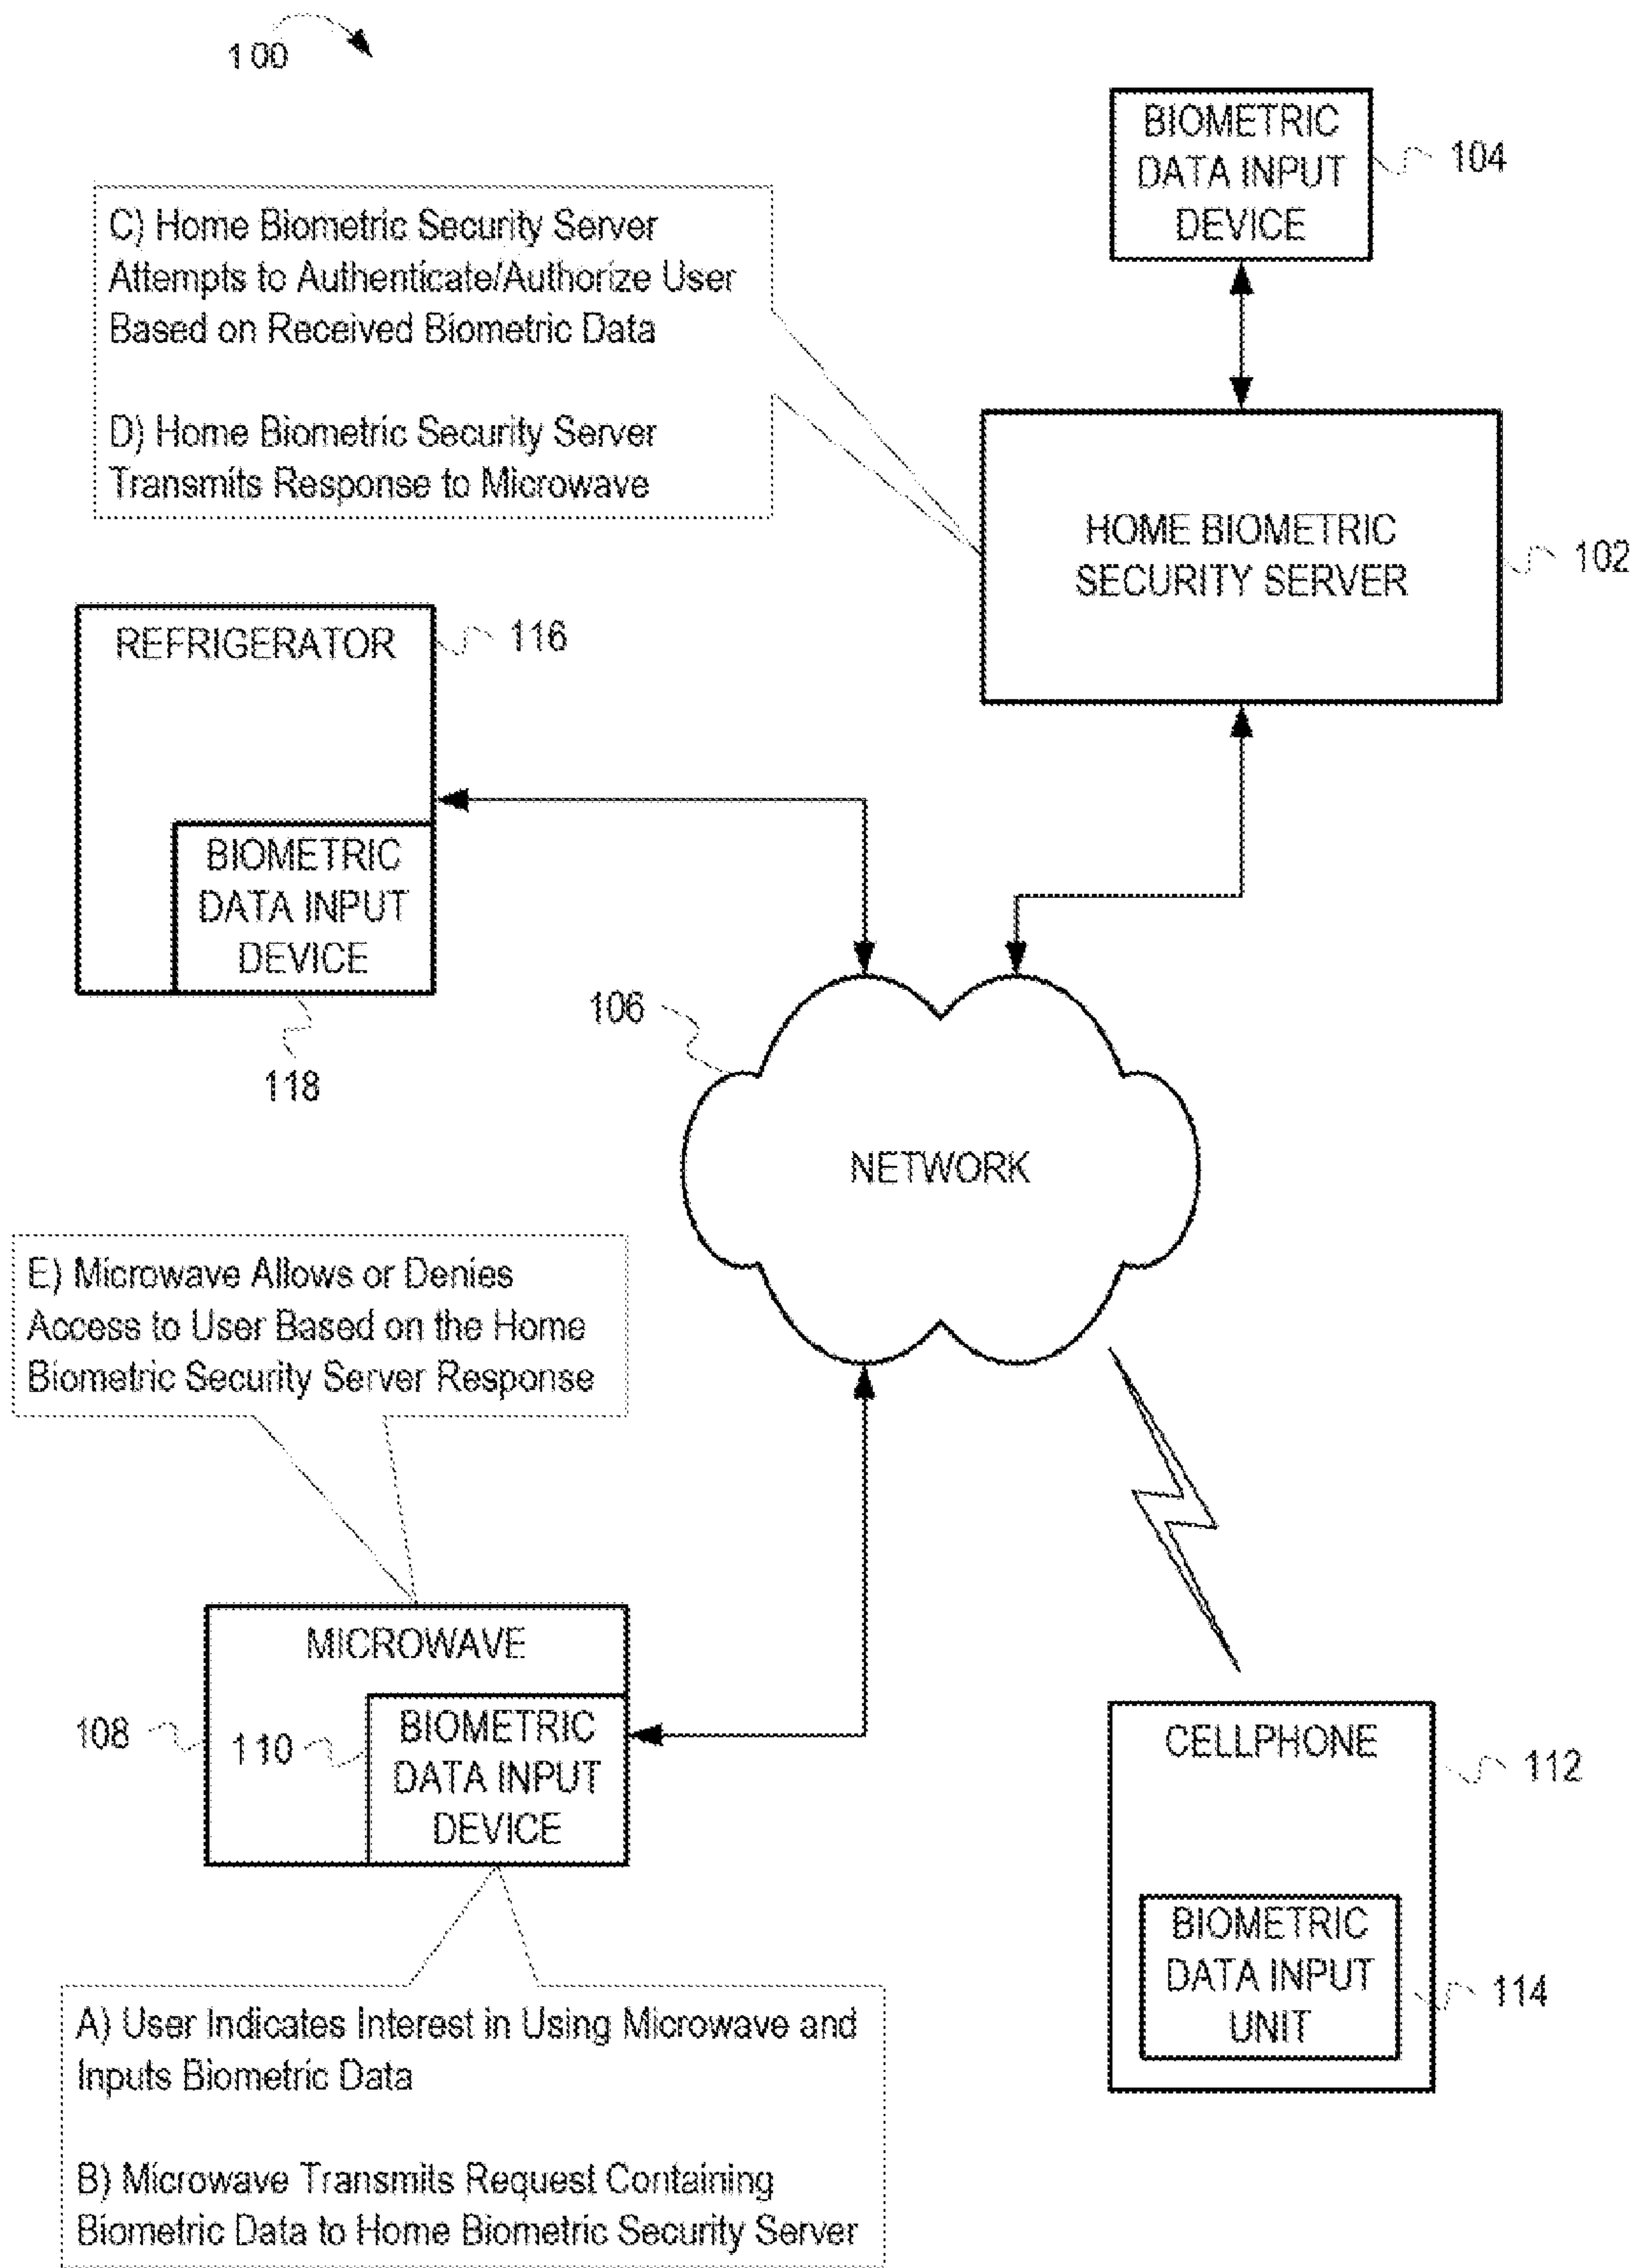 100
BIOMETRIC
DATA INPUT
DEVICE
104
C) Home Biometric Security Server
Attempts to Authenticate/Authorize User
Based on Received Biometric Data
D) Home Biometric Security Server
Transmits Response to Microwave
HOME BIOMETRIC
SECURITY SERVER
102
REFRIGERATOR
116
BIOMETRIC
DATA INPUT
DEVICE
118
106
NETWORK
E) Microwave Allows or Denies
Access to User Based on the Home
Biometric Security Server Response
MICROWAVE
108
110
BIOMETRIC
DATA INPUT
DEVICE
CELLPHONE
112
BIOMETRIC
DATA INPUT
UNIT
114
A) User Indicates Interest in Using Microwave and
Inputs Biometric Data
B) Microwave Transmits Request Containing
Biometric Data to Home Biometric Security Server